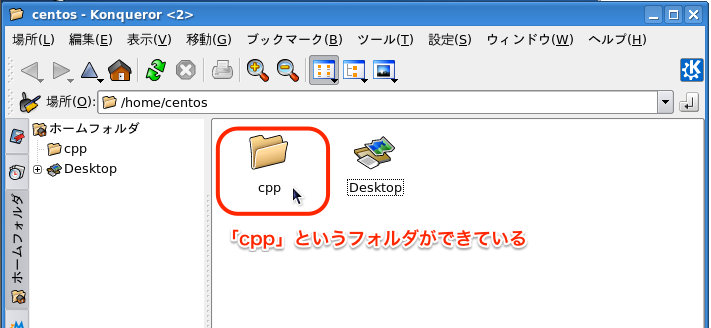 centos - Konqueror <2>
場所(L) 編集(E) 表示(V) 移動(G) ブックマーク(B) ツール(T) 設定(S) ウィンドウ(W) ヘルプ(H)
場所(O): /home/centos
ホームフォルダ
cpp
Desktop
ホームフォルダ
cpp
Desktop
「cpp」というフォルダができている